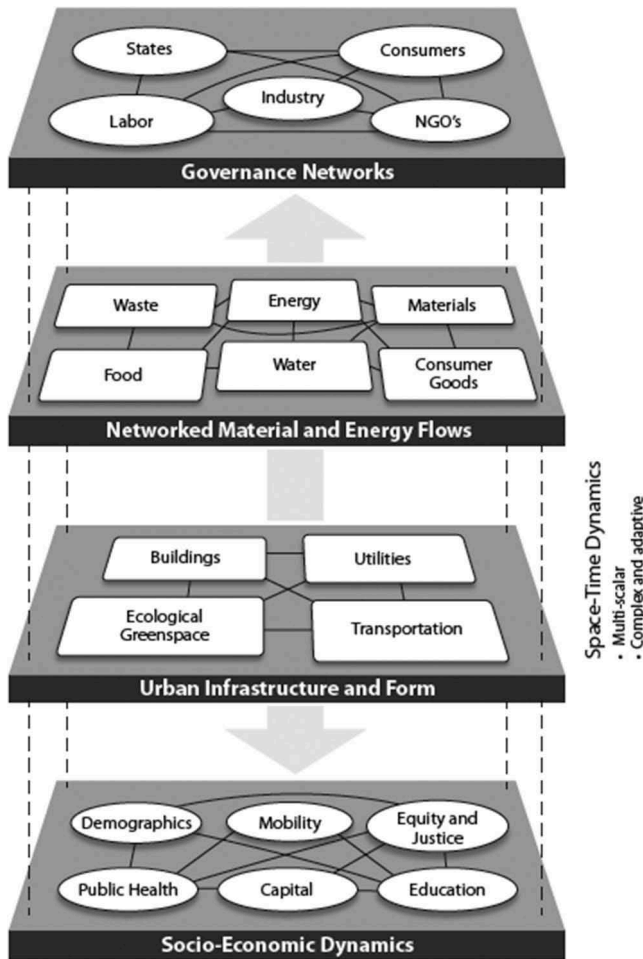 States
Consumers
Industry
Labor
NGO's
Governance Networks
Waste
Energy
Materials
Food
Water
Consumer
Goods
Networked Material and Energy Flows
Buildings
Utilities
Ecological
Greenspace
Transportation
Urban Infrastructure and Form
Demographics
Mobility
Equity and
Justice
Public Health
Capital
Education
Socio-Economic Dynamics
Space-Time Dynamics
• Multi-scalar
• Complex and adaptive